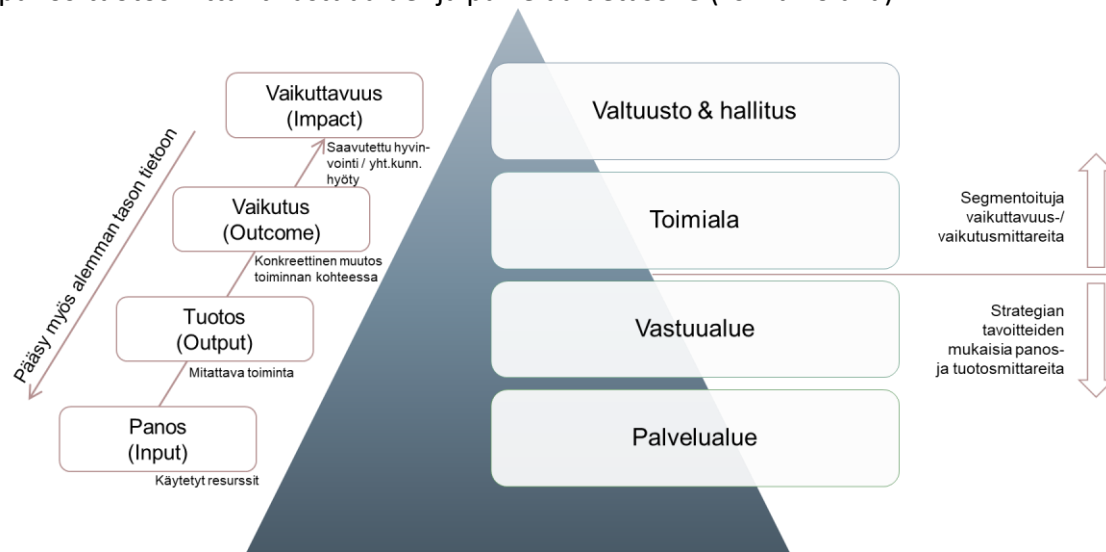 Vaikuttavuus
(Impact)
Saavutettu hyvin-
vointi / yht.kunn.
hyöty
Vaikutus
(Outcome)
Konkreettinen muutos
toiminnan kohteessa
Tuotos
(Output)
Mitattava toiminta
Panos
(Input)
Käytetyt resurssit
Pääsy myös alemman tason tietoon
Valtuusto & hallitus
Toimiala
Vastuualue
Palvelualue
Segmentoituja
vaikuttavuus-/
vaikutusmittareita
Strategian
tavoitteiden
mukaisia panos-
ja tuotosmittareita